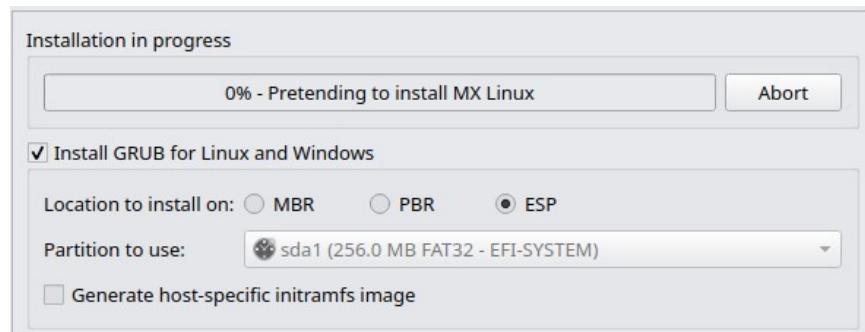 Installation in progress
0% - Pretending to install MX Linux Abort
Install GRUB for Linux and Windows
Location to install on: MBR PBR ESP
Partition to use: sda1 (256.0 MB FAT32 - EFI-SYSTEM)
Generate host-specific initramfs image